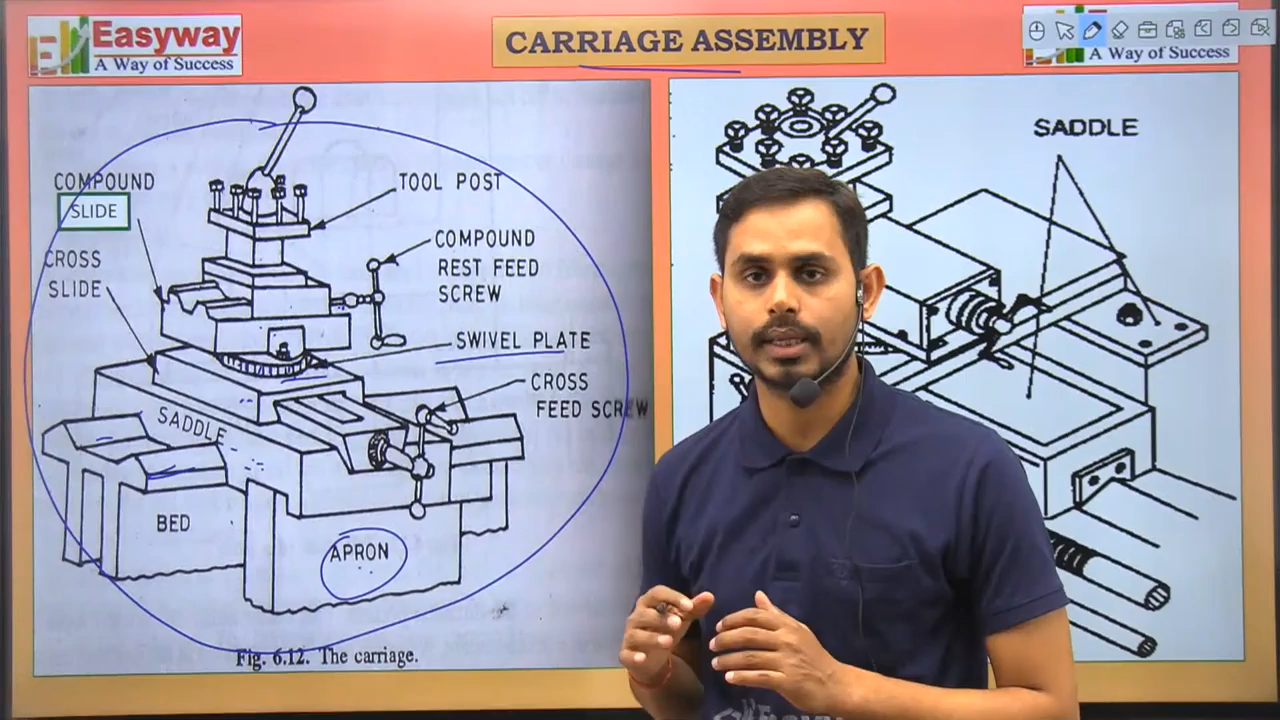 Easyway
A Way of Success
CARRIAGE ASSEMBLY
A Way of Success
COMPOUND
SLIDE
CROSS
SLIDE
TOOL POST
COMPOUND
REST FEED
SCREW
SWIVEL PLATE
CROSS
FEED SCREW
SADDLE
BED
APRON
Fig. 6.12. The carriage.
SADDLE